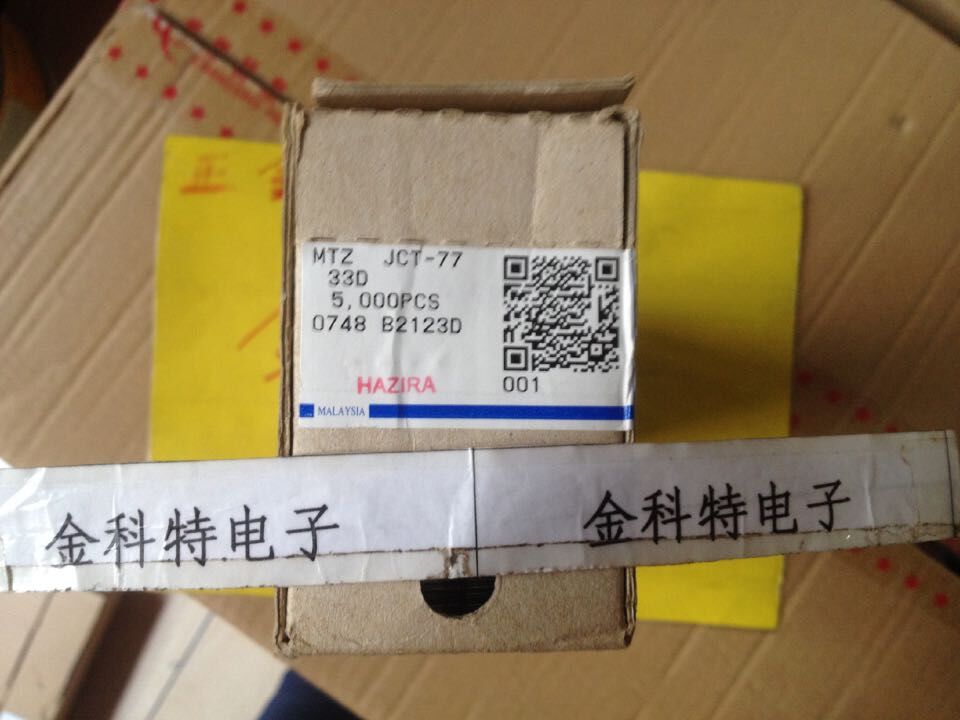 MTZ JCT-77
33D
5,000PCS
0748 B2123D
HAZIRA 001
MALAYSIA
金科特电子 金科特电子